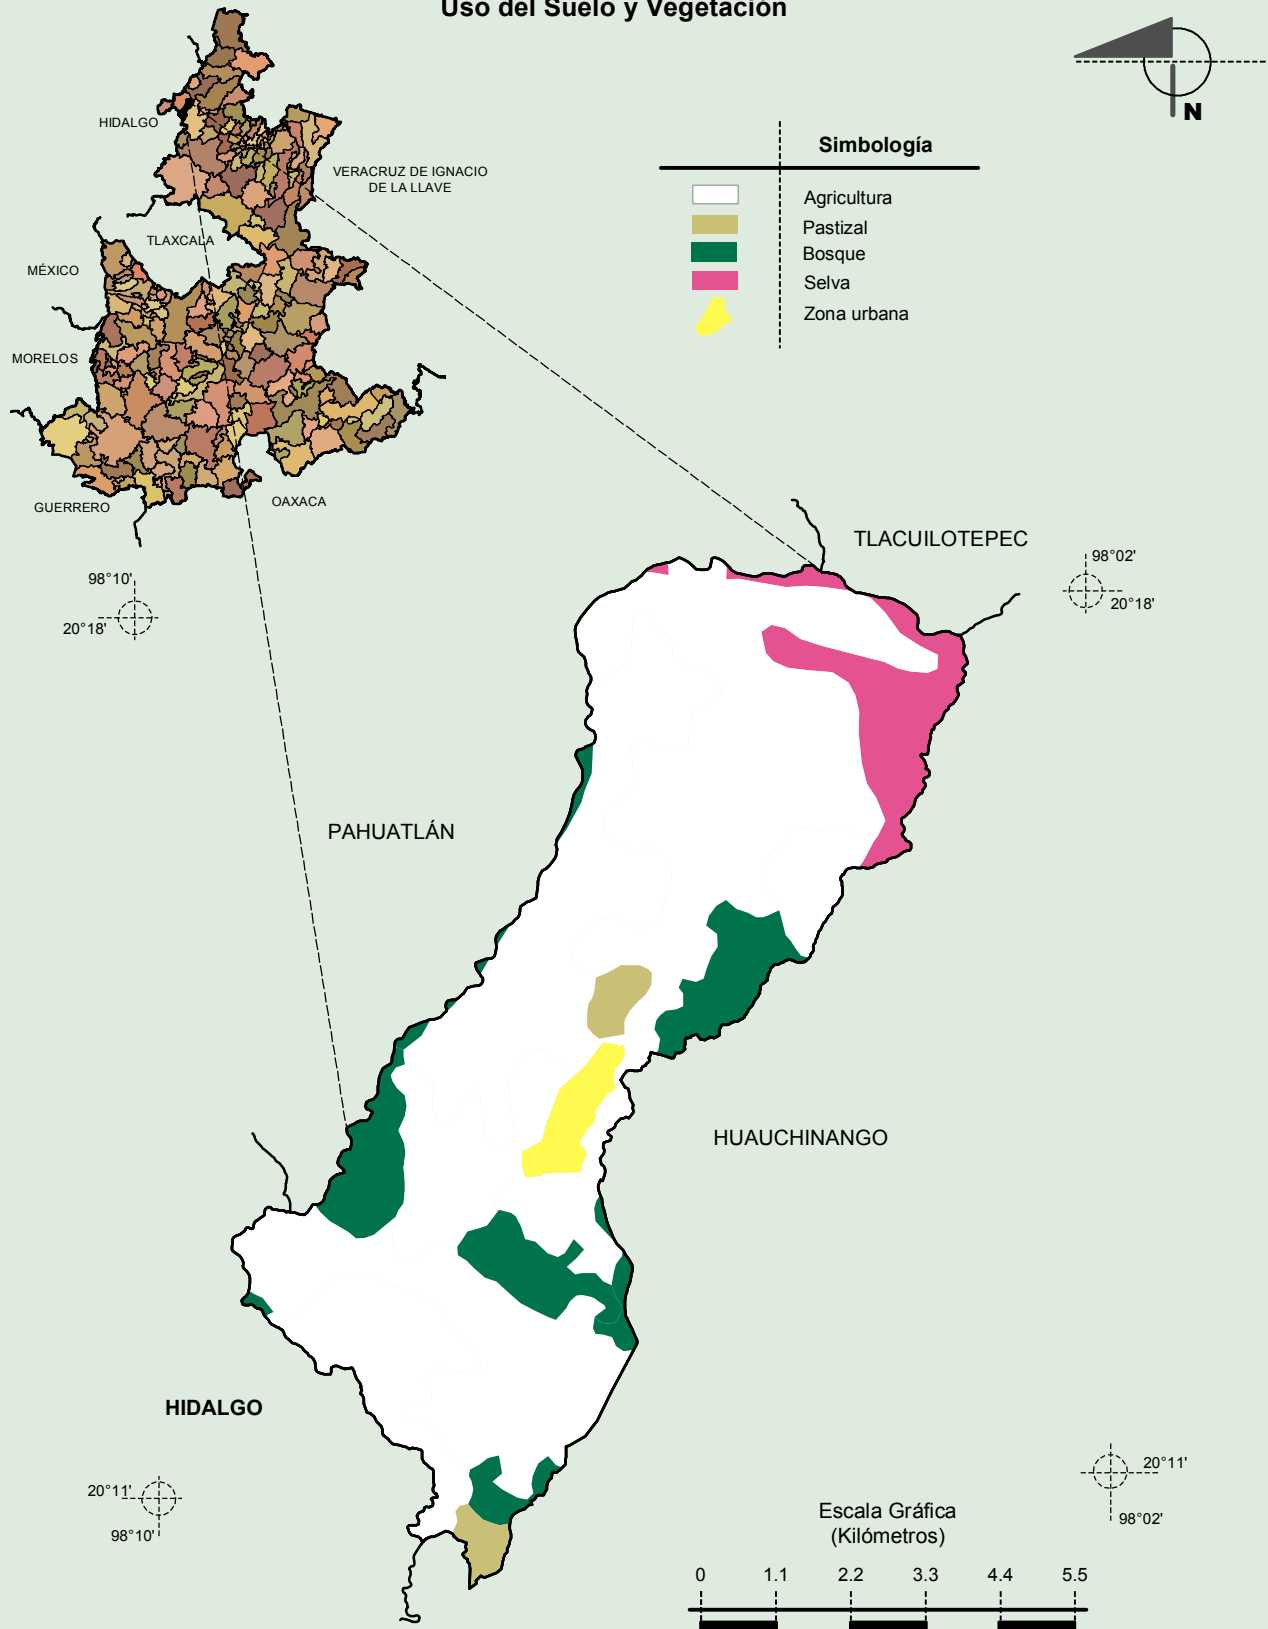 Uso del Suelo y Vegetación
N
HIDALGO
VERACRUZ DE IGNACIO
DE LA LLAVE
TLAXCALA
MÉXICO
MORELOS
GUERRERO
OAXACA
Simbología
Agricultura
Pastizal
Bosque
Selva
Zona urbana
TLACUILOTEPEC
98°10'
20°18'
98°02'
20°18'
PAHUATLÁN
HUAUCHINANGO
HIDALGO
20°11'
98°10'
20°11'
98°02'
Escala Gráfica
(Kilómetros)
0 1.1 2.2 3.3 4.4 5.5